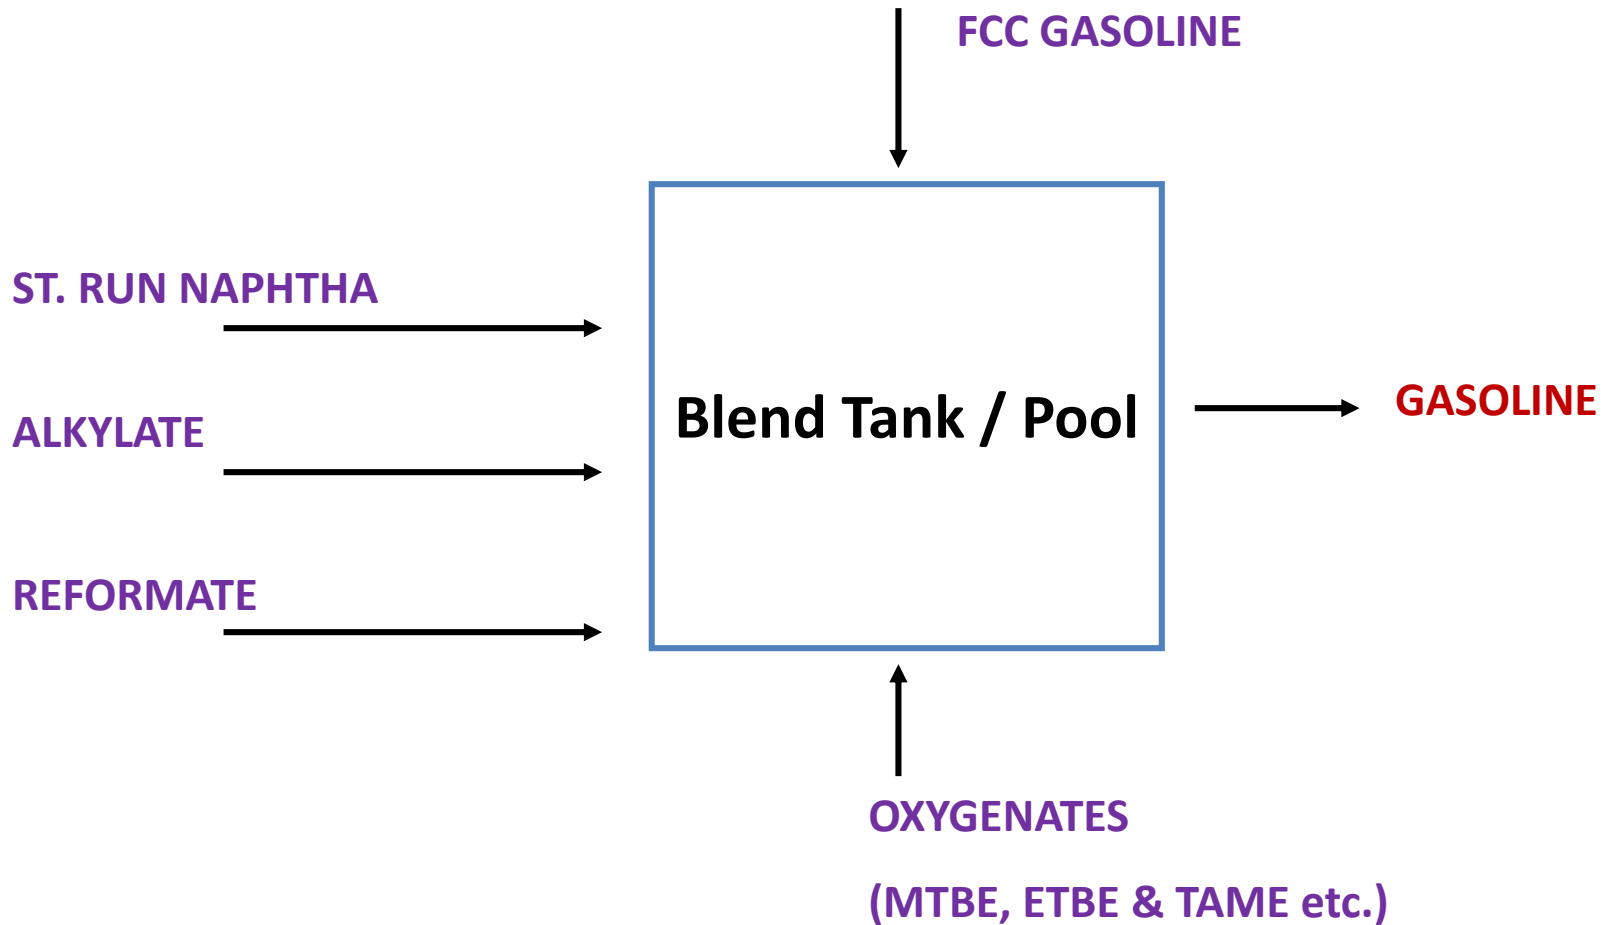 FCC GASOLINE
ST. RUN NAPHTHA
ALKYLATE
REFORMATE
Blend Tank / Pool
GASOLINE
OXYGENATES
(MTBE, ETBE & TAME etc.)